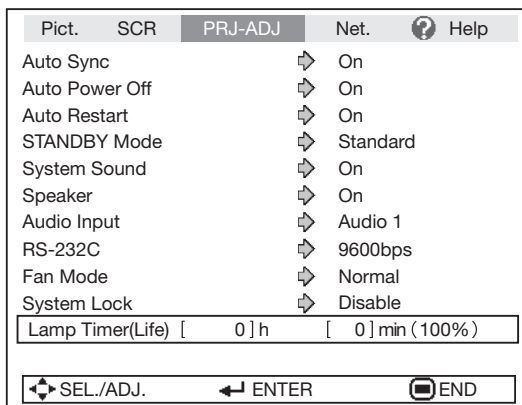 Pict. SCR PRJ-ADJ Net. ? Help
Auto Sync On
Auto Power Off On
Auto Restart On
STANDBY Mode Standard
System Sound On
Speaker On
Audio Input Audio 1
RS-232C 9600bps
Fan Mode Normal
System Lock Disable
Lamp Timer(Life) [ 0 ] h [ 0 ] min (100%)
SEL./ADJ. ENTER END